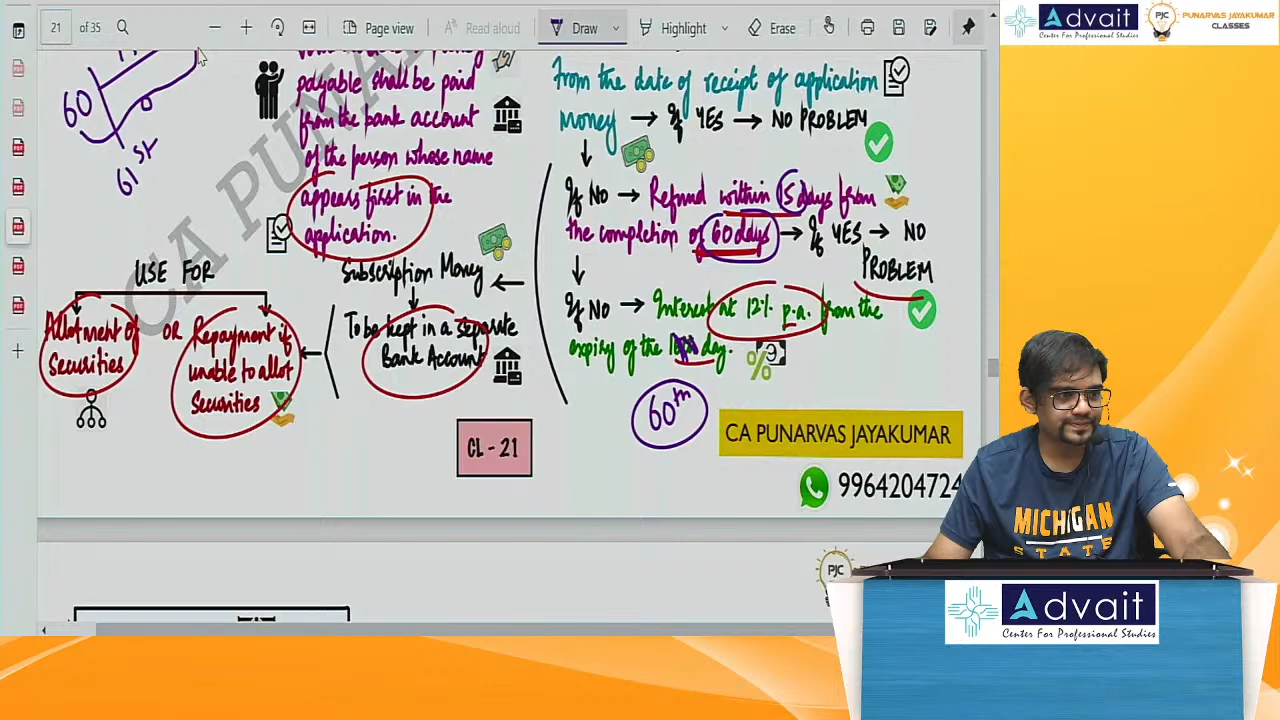 21
of 35
Page view
Read aloud
Draw
Highlight
Erase
Advait
Center For Professional Studies
PJC
PUNARVAS JAYAKUMAR
CLASSES
60
61st
payable shall be paid
from the bank account
of the person whose name
appears first in the
application.
From the date of receipt of application
Money → If YES → NO PROBLEM
If NO → Refund within 15 days from
the completion of 60 days → If YES → NO
PROBLEM
If NO → Interest at 12% p.a. from the
expiry of the day.
60th
Subscription Money
To be kept in a separate
Bank Account
USE FOR
Allotment of
Securities
OR
Repayment if
unable to allot
Securities
CA PUNAR
CL - 21
CA PUNARVAS JAYAKUMAR
9964204724
PJC
MICHIGAN
STATE
Advait
Center For Professional Studies